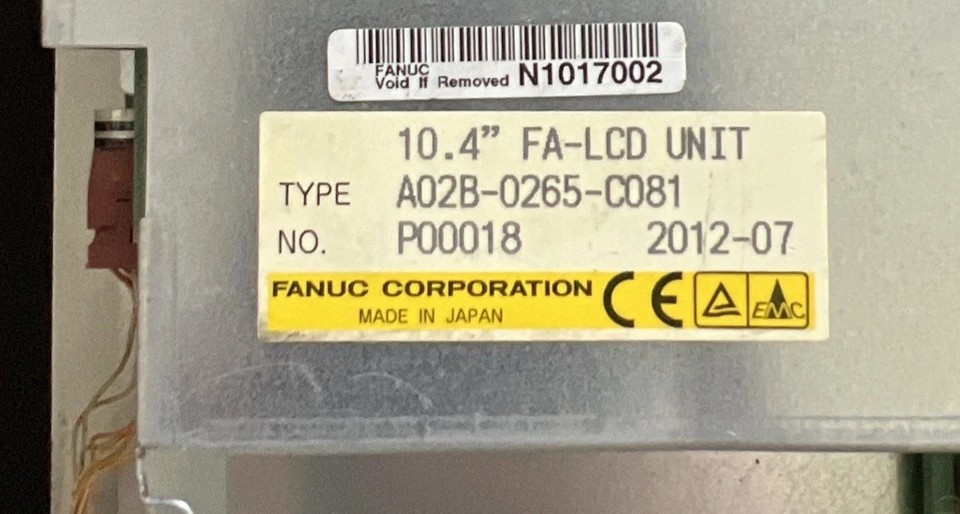 FANUC
Void If Removed N1017002
10.4” FA-LCD UNIT
TYPE A02B-0265-C081
NO. P00018 2012-07
FANUC CORPORATION
MADE IN JAPAN
CE
EMC